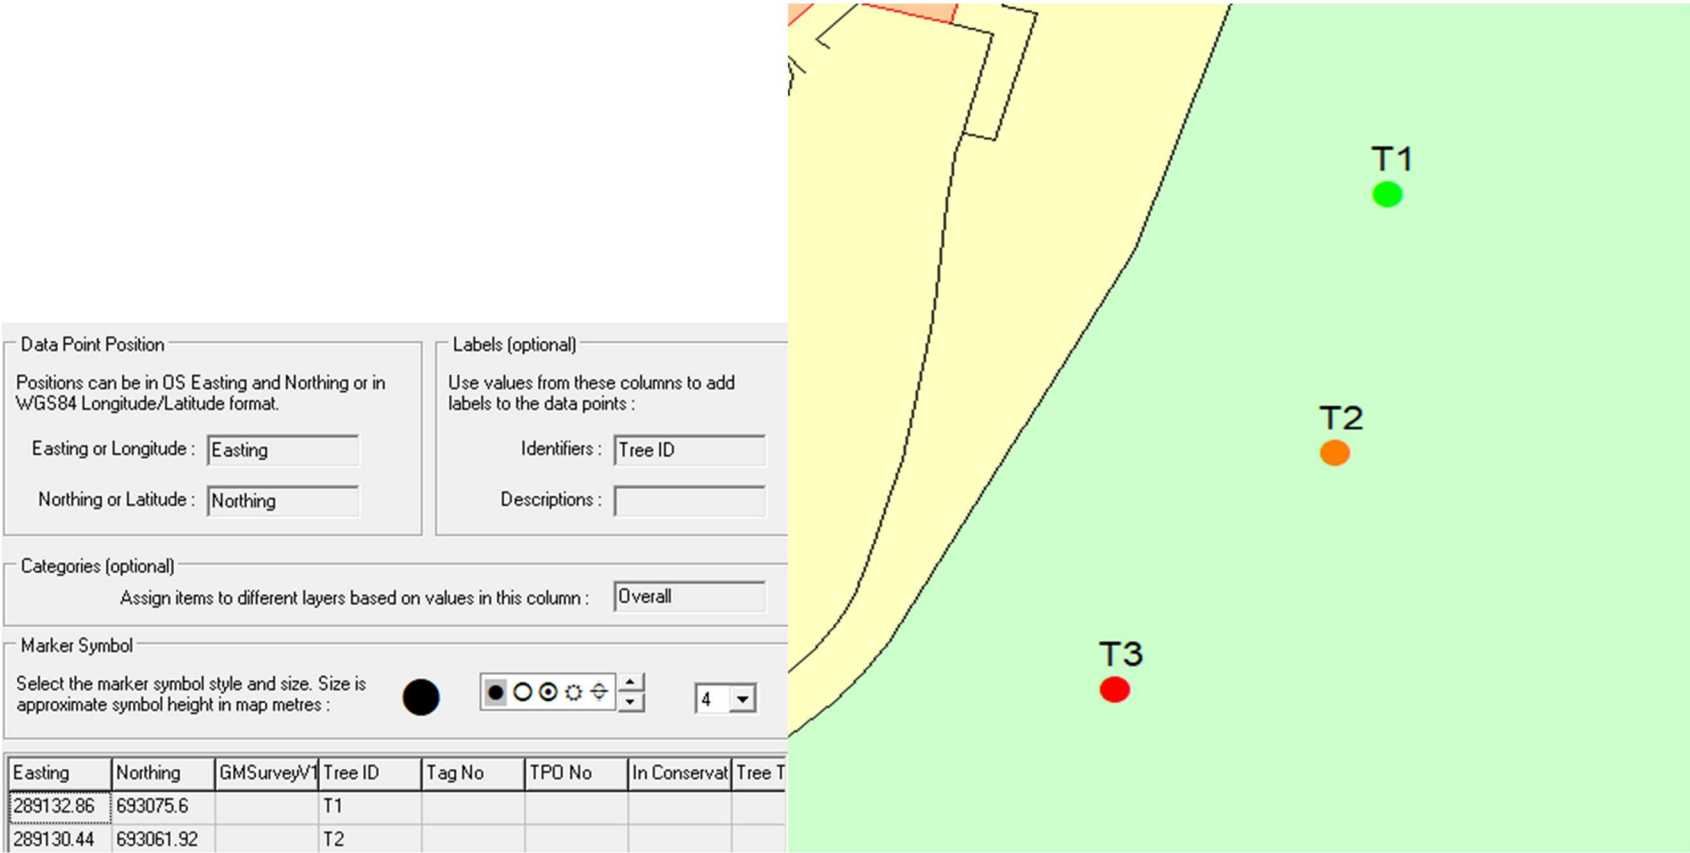 Data Point Position
Positions can be in OS Easting and Northing or in
WGS84 Longitude/Latitude format.
Easting or Longitude : Easting
Northing or Latitude : Northing
Labels (optional)
Use values from these columns to add
labels to the data points :
Identifiers : Tree ID
Descriptions :
Categories (optional)
Assign items to different layers based on values in this column : Overall
Marker Symbol
Select the marker symbol style and size. Size is
approximate symbol height in map metres :
4
Easting Northing GMSurveyV1 Tree ID Tag No TPO No In Conservat Tree T
289132.86 693075.6 T1
289130.44 693061.92 T2
T1
T2
T3